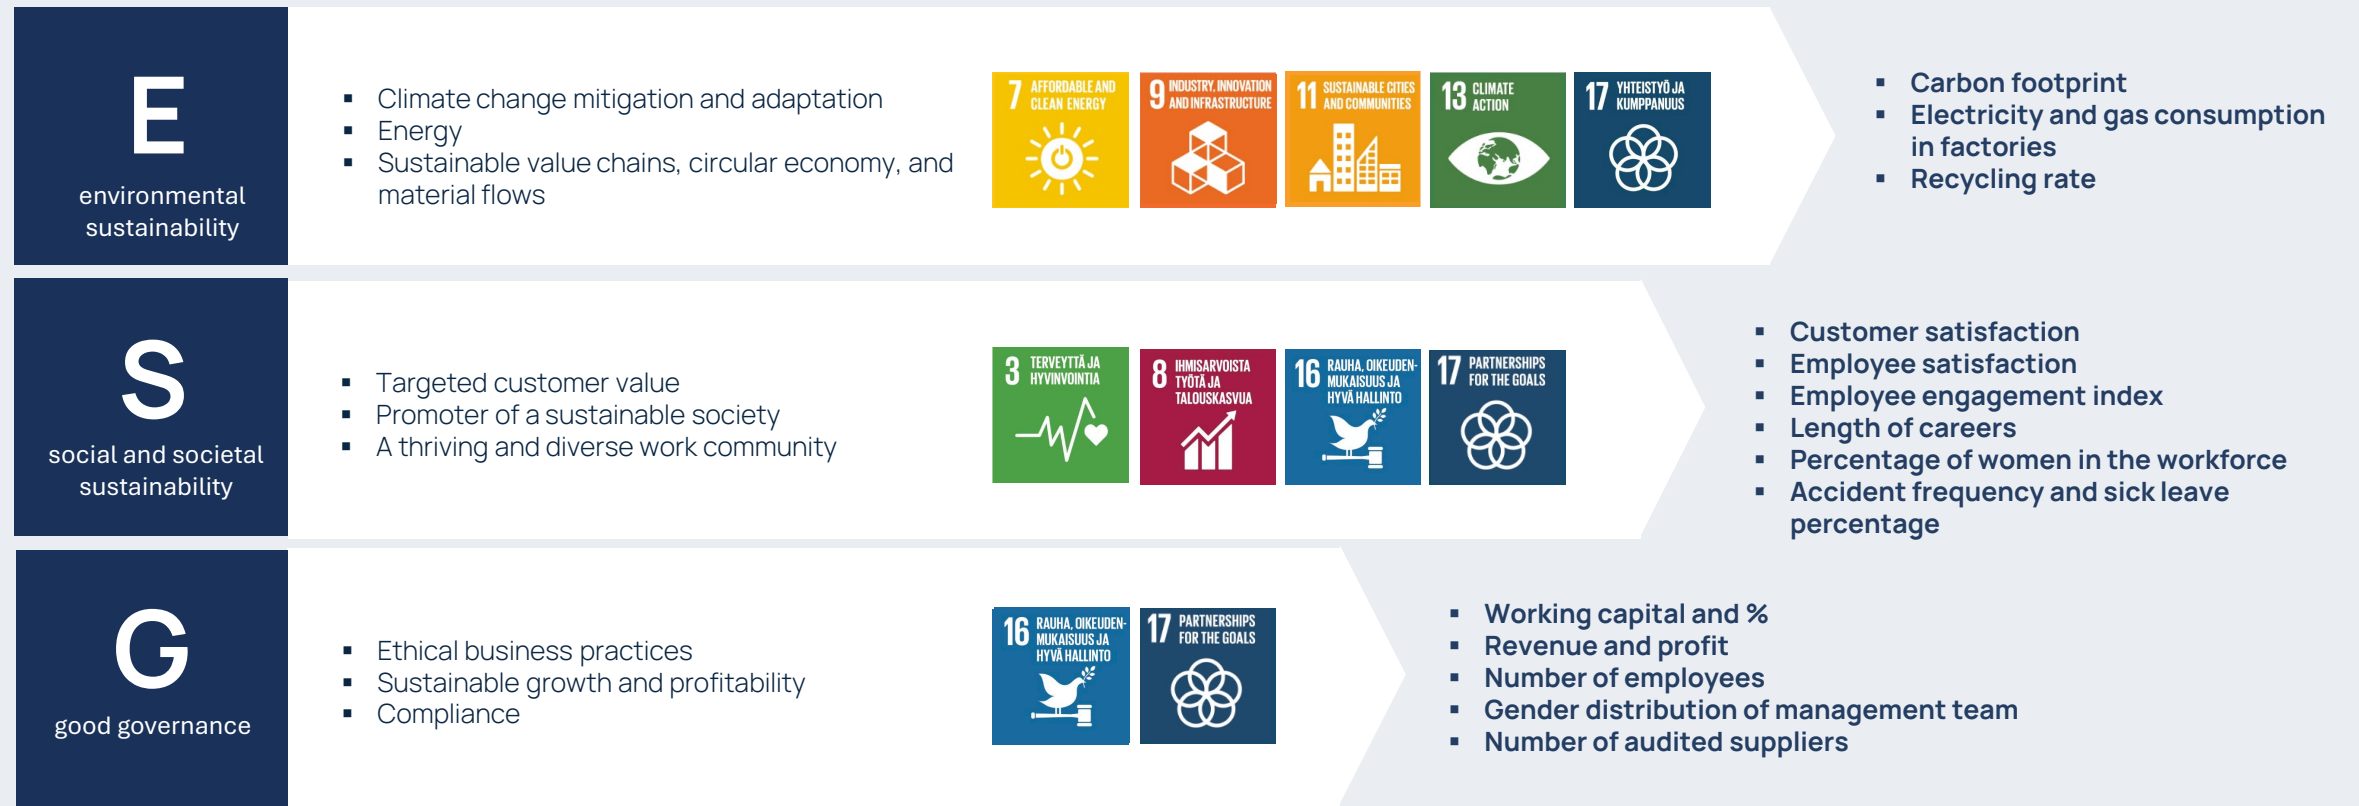 E
environmental
sustainability
▪ Climate change mitigation and adaptation
▪ Energy
▪ Sustainable value chains, circular economy, and
material flows
7 AFFORDABLE AND
CLEAN ENERGY
9 INDUSTRY, INNOVATION
AND INFRASTRUCTURE
11 SUSTAINABLE CITIES
AND COMMUNITIES
13 CLIMATE
ACTION
17 YHTEISTYÖ JA
KUMPPANUUS
▪ Carbon footprint
▪ Electricity and gas consumption
in factories
▪ Recycling rate
S
social and societal
sustainability
▪ Targeted customer value
▪ Promoter of a sustainable society
▪ A thriving and diverse work community
3 TERVEYTTÄ JA
HYVINVOINTIA
8 IHMISARVOISTA
TYÖTÄ JA
TALOUSKASVUA
16 RAUHA, OIKEUDEN-
MUKAISUUS JA
HYVÄ HALLINTO
17 PARTNERSHIPS
FOR THE GOALS
▪ Customer satisfaction
▪ Employee satisfaction
▪ Employee engagement index
▪ Length of careers
▪ Percentage of women in the workforce
▪ Accident frequency and sick leave
percentage
G
good governance
▪ Ethical business practices
▪ Sustainable growth and profitability
▪ Compliance
16 RAUHA, OIKEUDEN-
MUKAISUUS JA
HYVÄ HALLINTO
17 PARTNERSHIPS
FOR THE GOALS
▪ Working capital and %
▪ Revenue and profit
▪ Number of employees
▪ Gender distribution of management team
▪ Number of audited suppliers